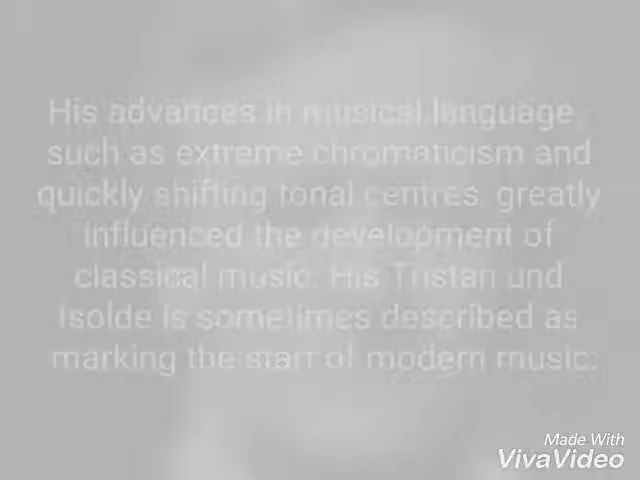 His advances in musical language,
such as extreme chromaticism and
quickly shifting tonal centres, greatly
influenced the development of
classical music. His Tristan und
Isolde is sometimes described as
marking the start of modern music.
Made With
VivaVideo